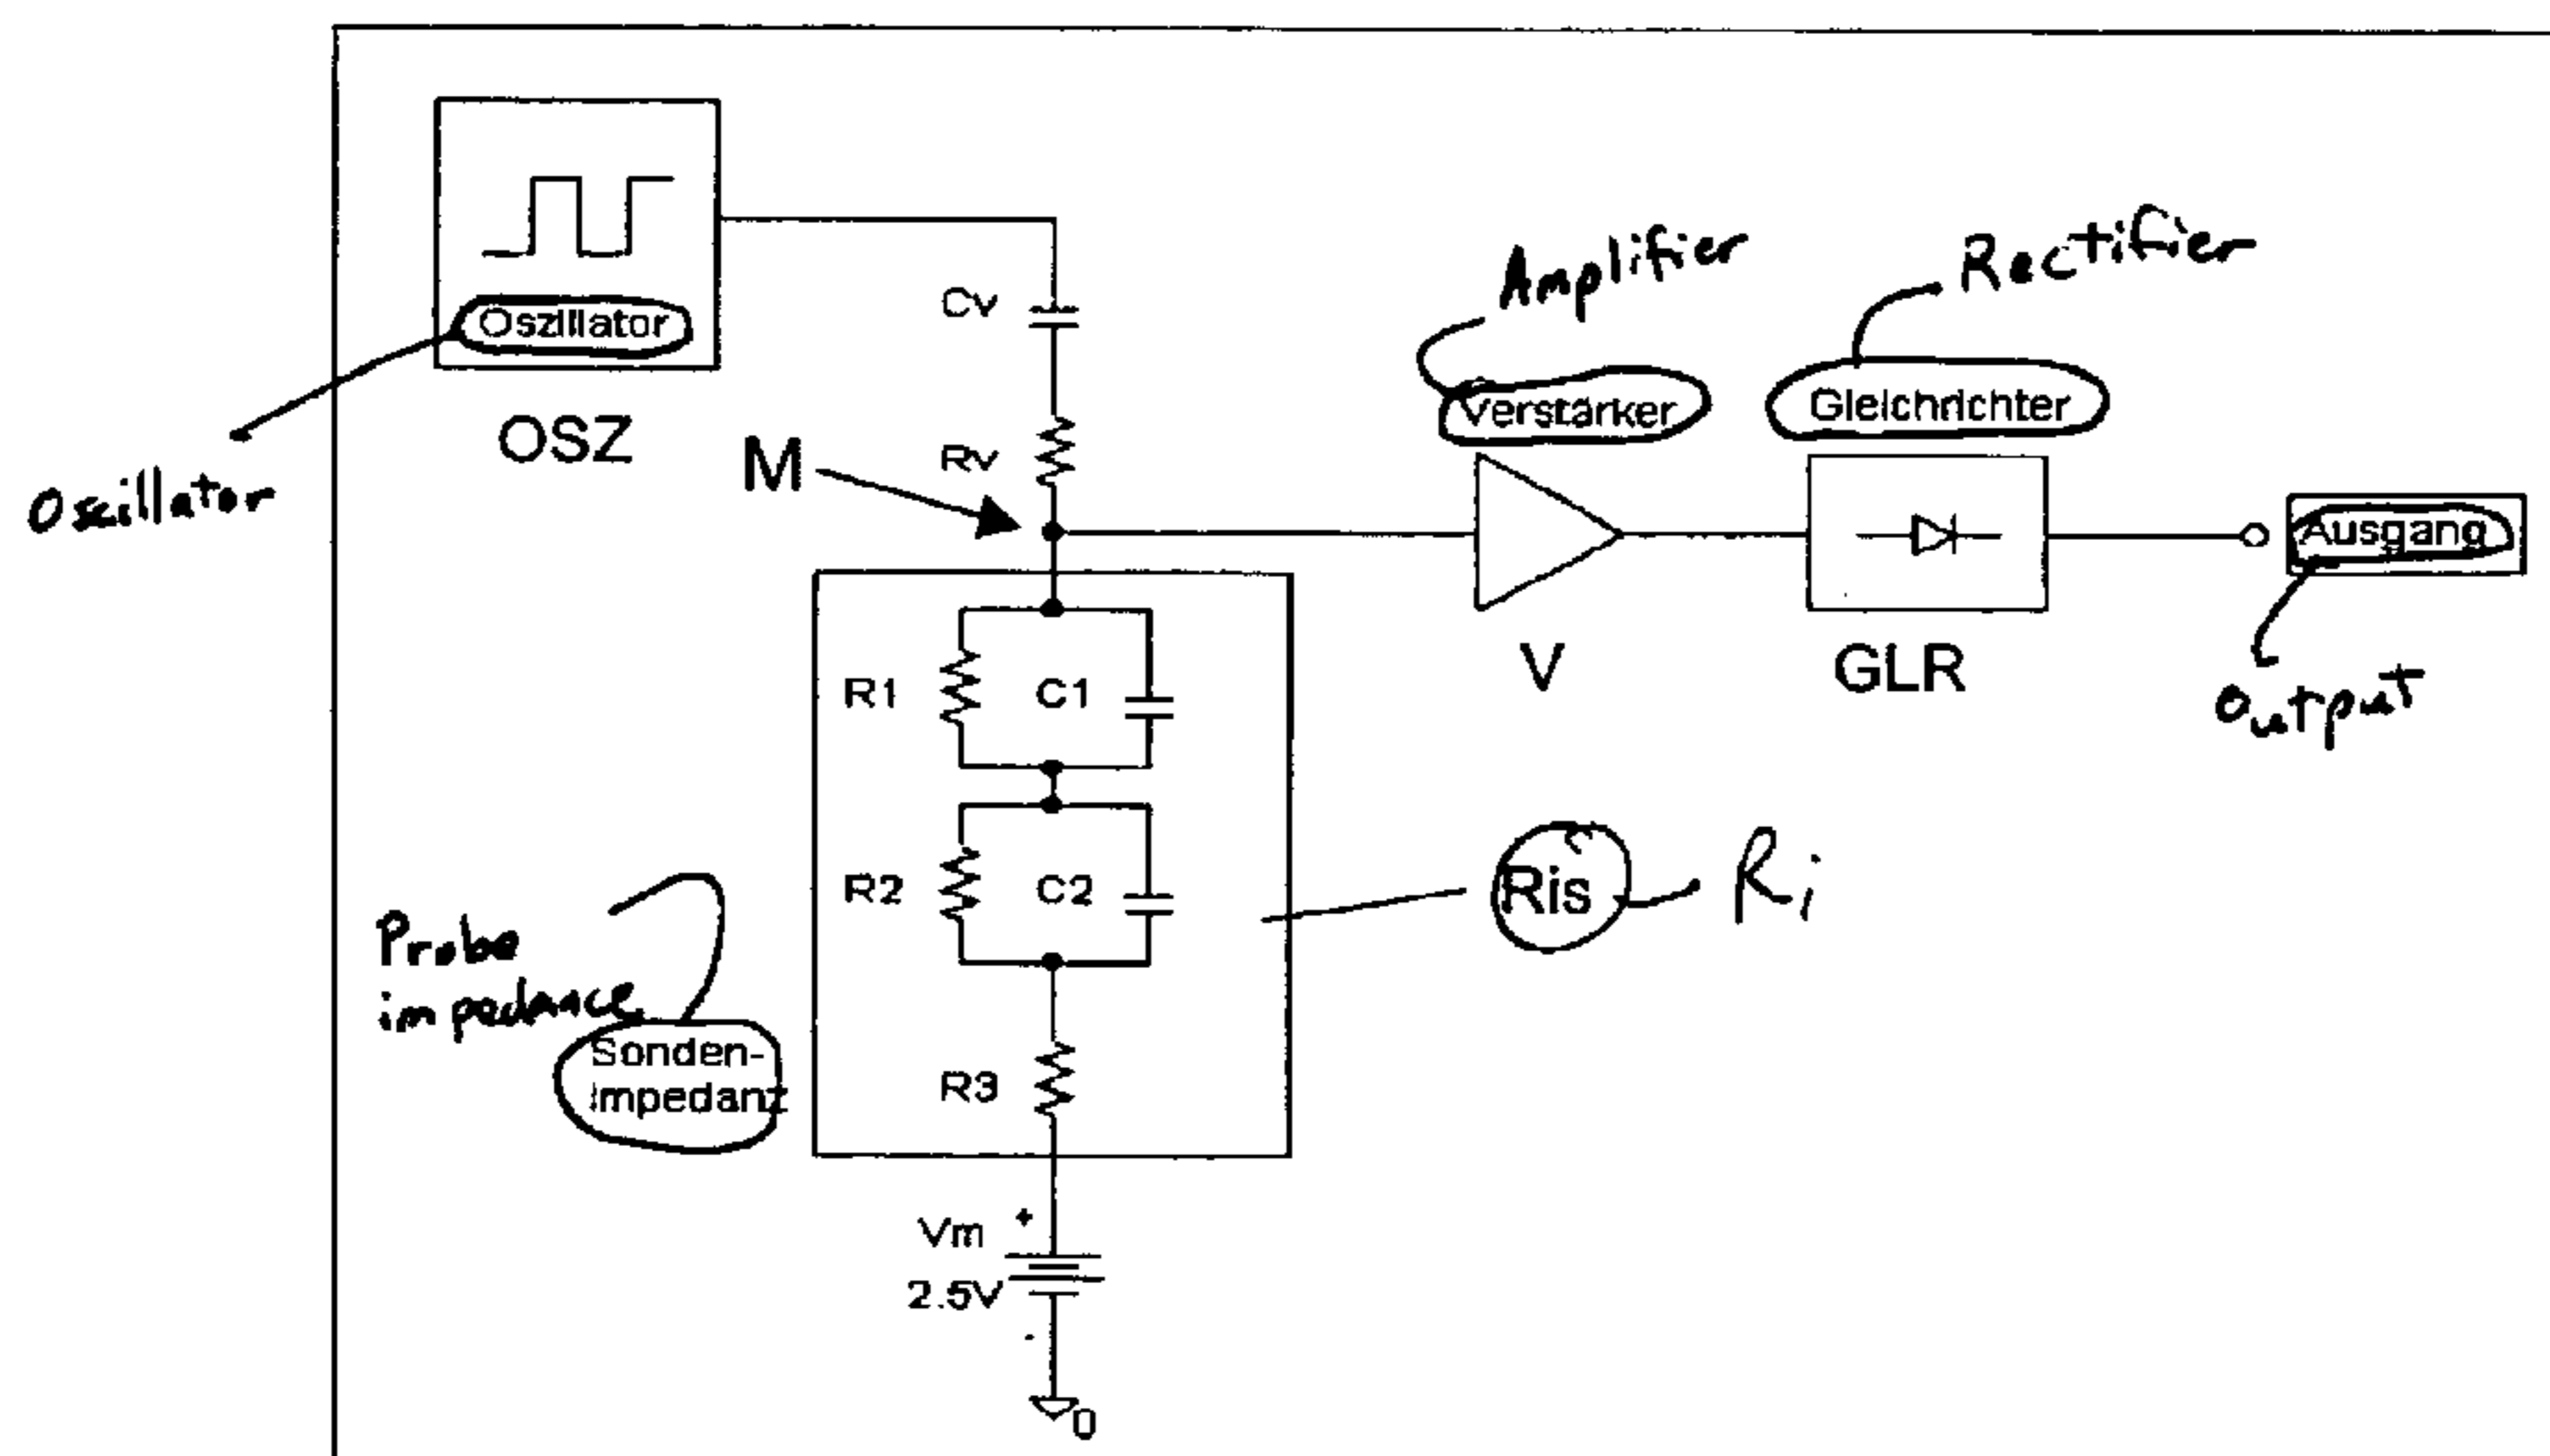 Oszillator
OSZ
Oscillator
Cv
Rv
M
Amplifier
Verstärker
V
Rectifier
Gleichrichter
GLR
Ausgang
Output
R1
C1
R2
C2
Ris
Ri
Probe
impedance
Sonden-
Impedanz
R3
Vm
+
2.5V
-
0